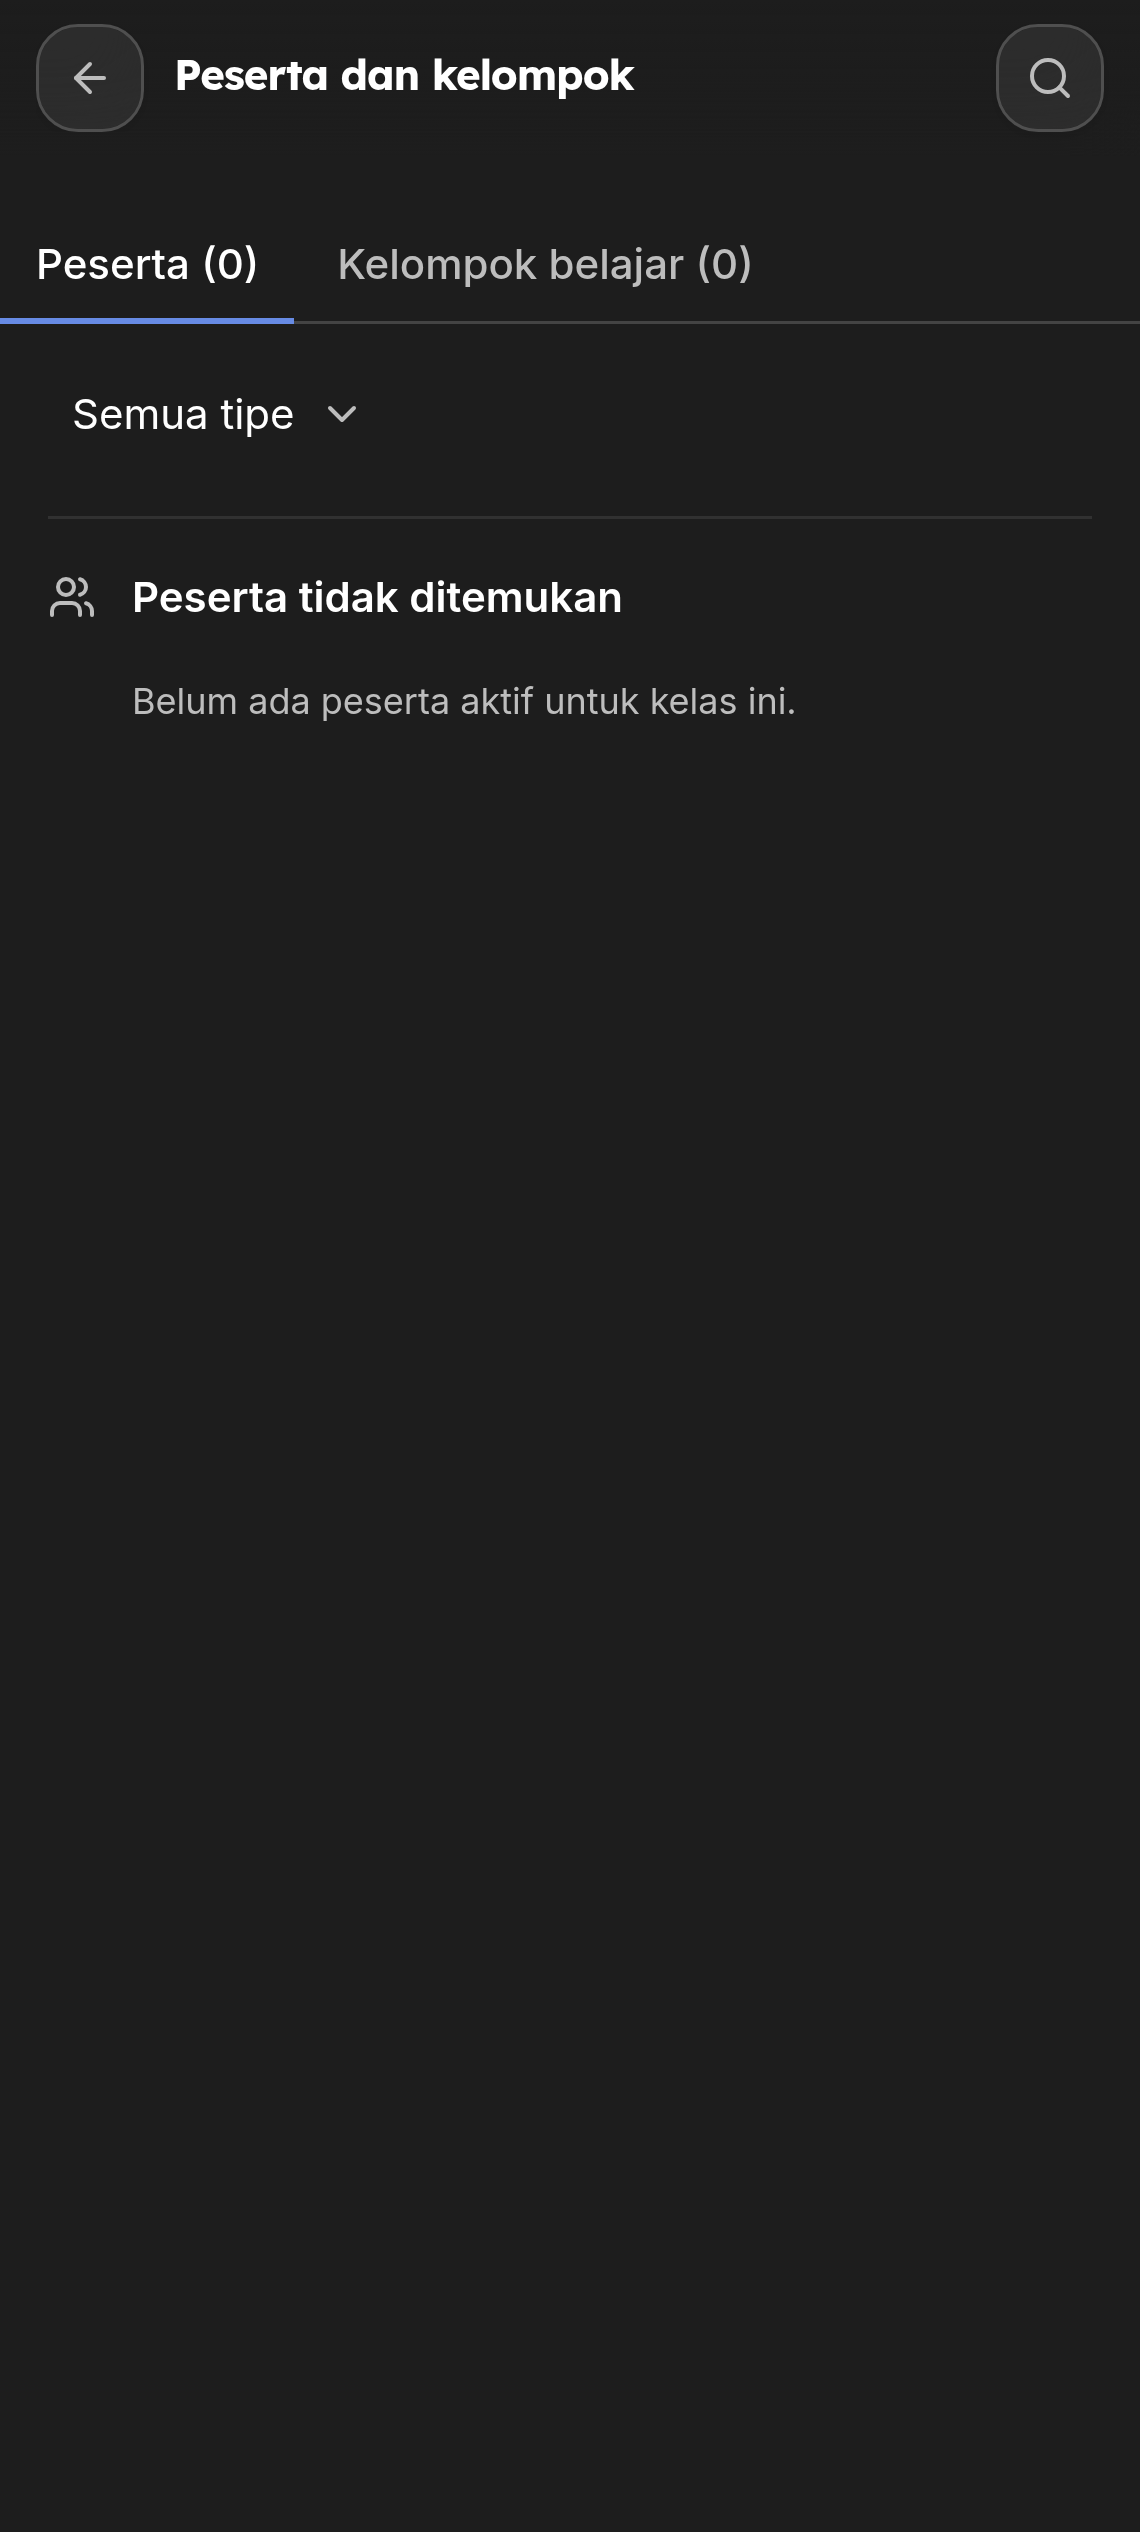 Peserta dan kelompok
Peserta (0)
Kelompok belajar (0)
Semua tipe
Peserta tidak ditemukan
Belum ada peserta aktif untuk kelas ini.